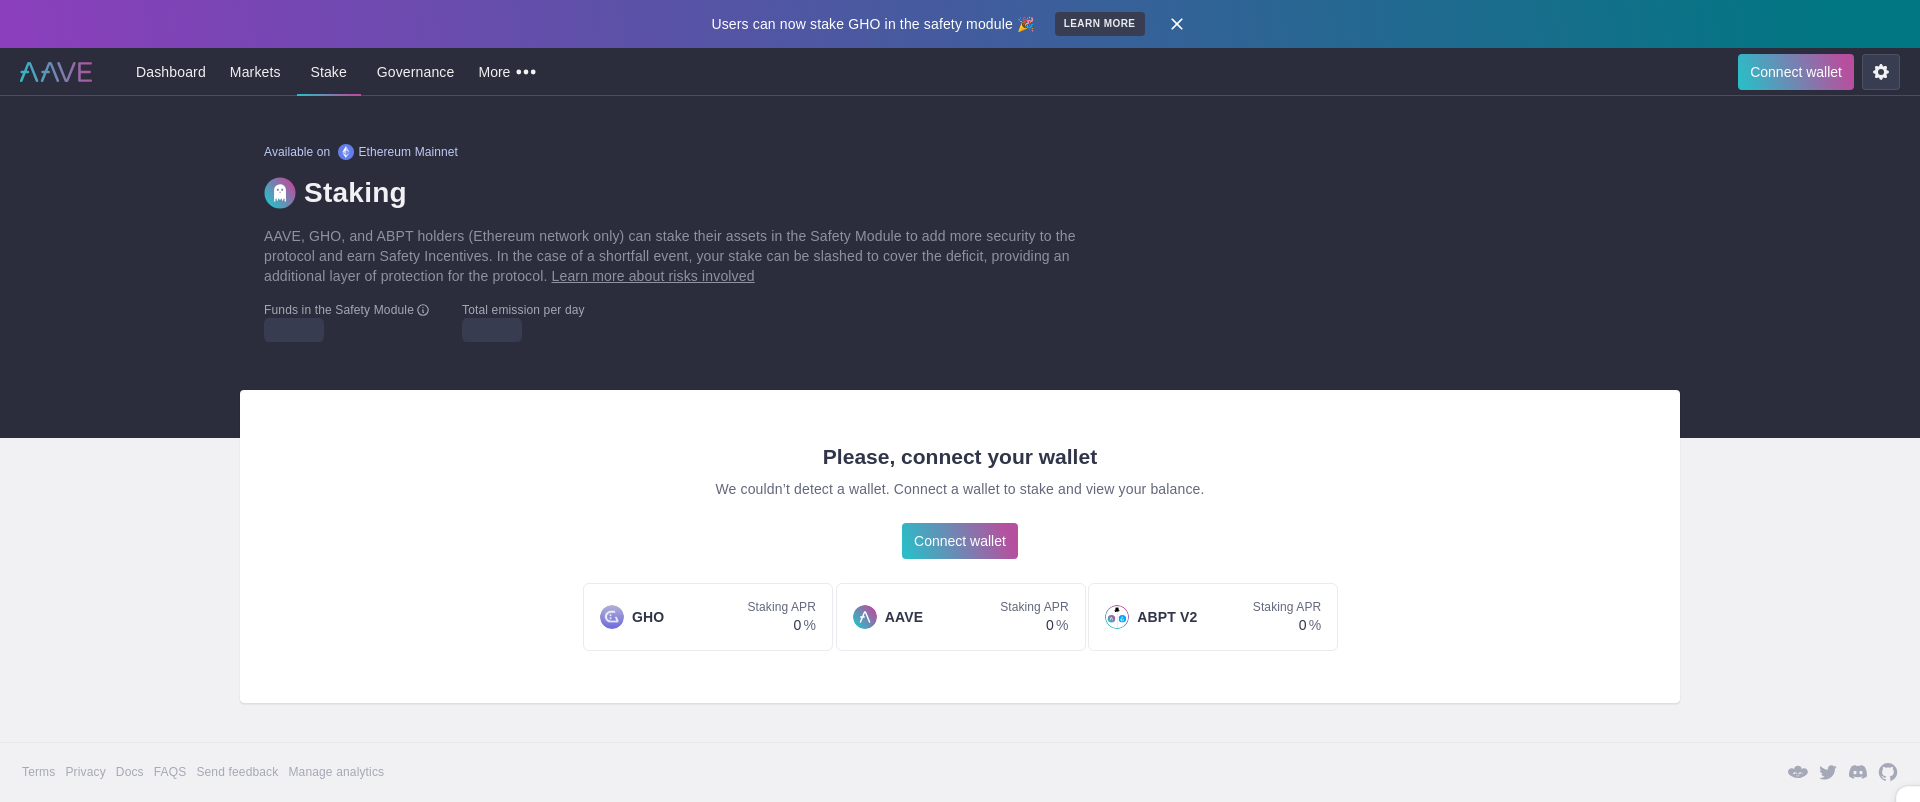 Users can now stake GHO in the safety module 🎉 LEARN MORE
AAVE Dashboard Markets Stake Governance More Connect wallet
Available on Ethereum Mainnet
Staking
AAVE, GHO, and ABPT holders (Ethereum network only) can stake their assets in the Safety Module to add more security to the
protocol and earn Safety Incentives. In the case of a shortfall event, your stake can be slashed to cover the deficit, providing an
additional layer of protection for the protocol. Learn more about risks involved
Funds in the Safety Module Total emission per day
Please, connect your wallet
We couldn’t detect a wallet. Connect a wallet to stake and view your balance.
Connect wallet
GHO Staking APR 0 %
AAVE Staking APR 0 %
ABPT V2 Staking APR 0 %
Terms Privacy Docs FAQS Send feedback Manage analytics